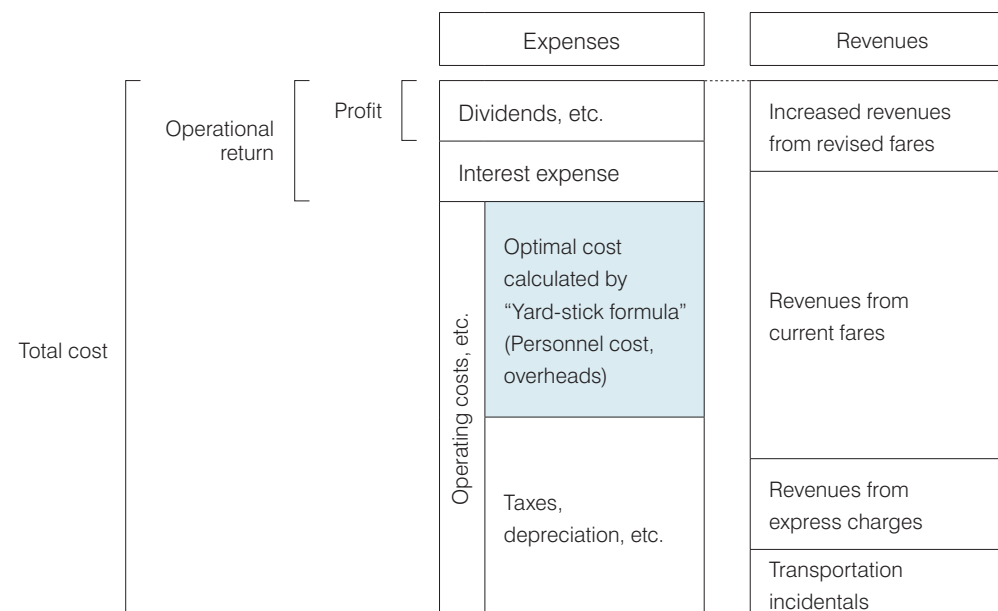 Expenses
Revenues
Total cost
Operational
return
Profit
Dividends, etc.
Interest expense
Operating costs, etc.
Optimal cost
calculated by
“Yard-stick formula”
(Personnel cost,
overheads)
Taxes,
depreciation, etc.
Increased revenues
from revised fares
Revenues from
current fares
Revenues from
express charges
Transportation
incidentals